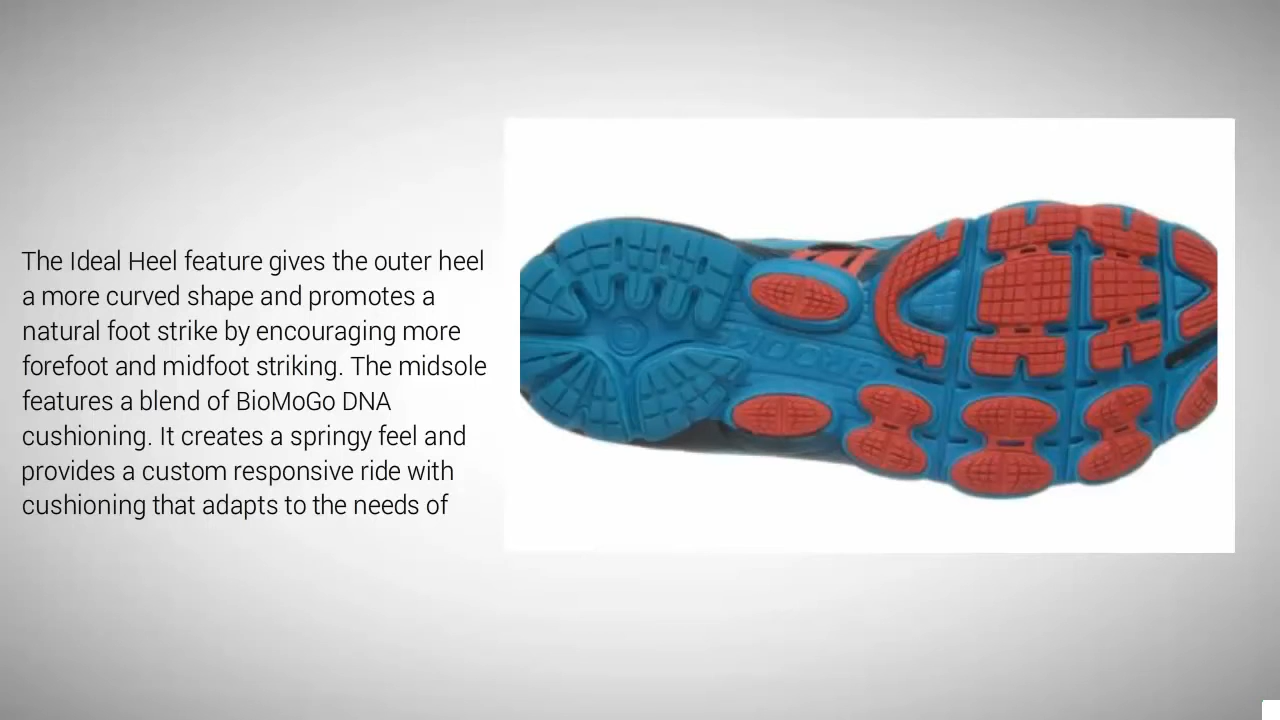 The Ideal Heel feature gives the outer heel
a more curved shape and promotes a
natural foot strike by encouraging more
forefoot and midfoot striking. The midsole
features a blend of BioMoGo DNA
cushioning. It creates a springy feel and
provides a custom responsive ride with
cushioning that adapts to the needs of